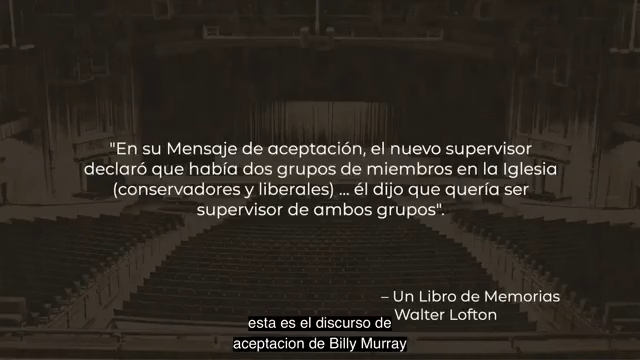 "En su Mensaje de aceptación, el nuevo supervisor
declaró que había dos grupos de miembros en la Iglesia
(conservadores y liberales) ... él dijo que quería ser
supervisor de ambos grupos".
– Un Libro de Memorias
Walter Lofton
esta es el discurso de
aceptacion de Billy Murray